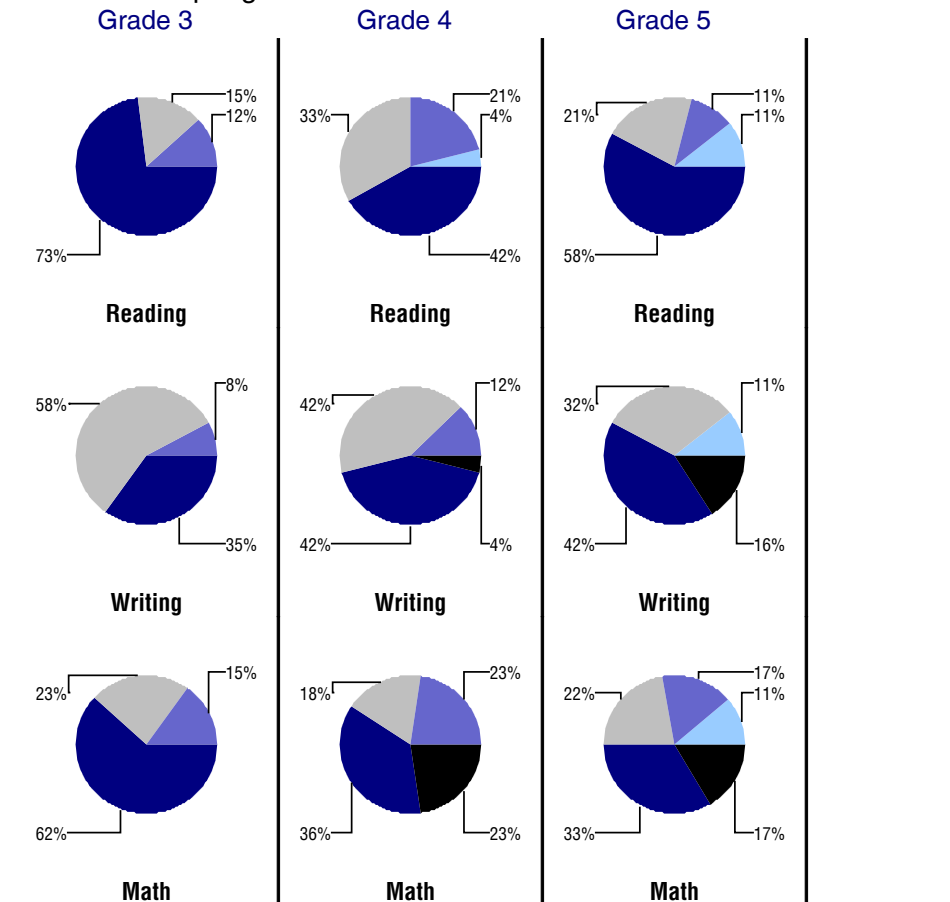 Grade 3 Grade 4 Grade 5
15% 21% 11%
12% 33% 4% 21% 11%
73% 42% 58%
Reading Reading Reading
8% 12% 11%
58% 42% 32%
35% 42% 4% 42% 16%
Writing Writing Writing
15% 23% 17%
23% 18% 22% 11%
62% 36% 23% 33% 17%
Math Math Math